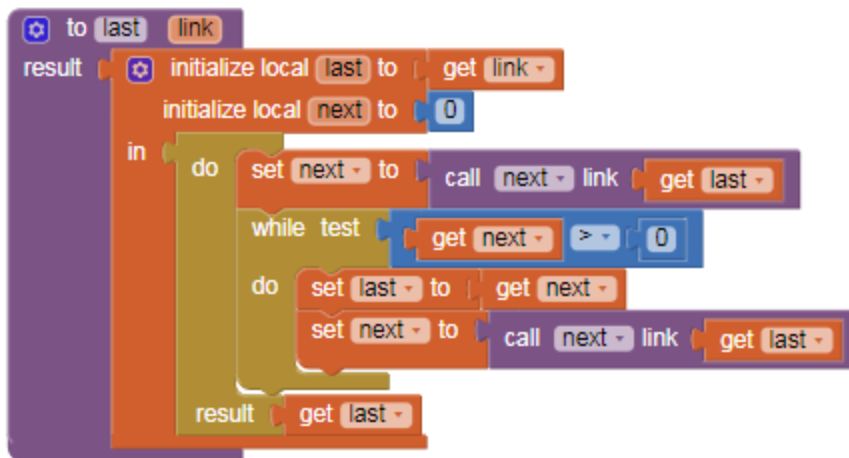 to last link
result initialize local last to get link
initialize local next to 0
in do set next to call next link get last
while test get next > 0
do set last to get next
set next to call next link get last
result get last